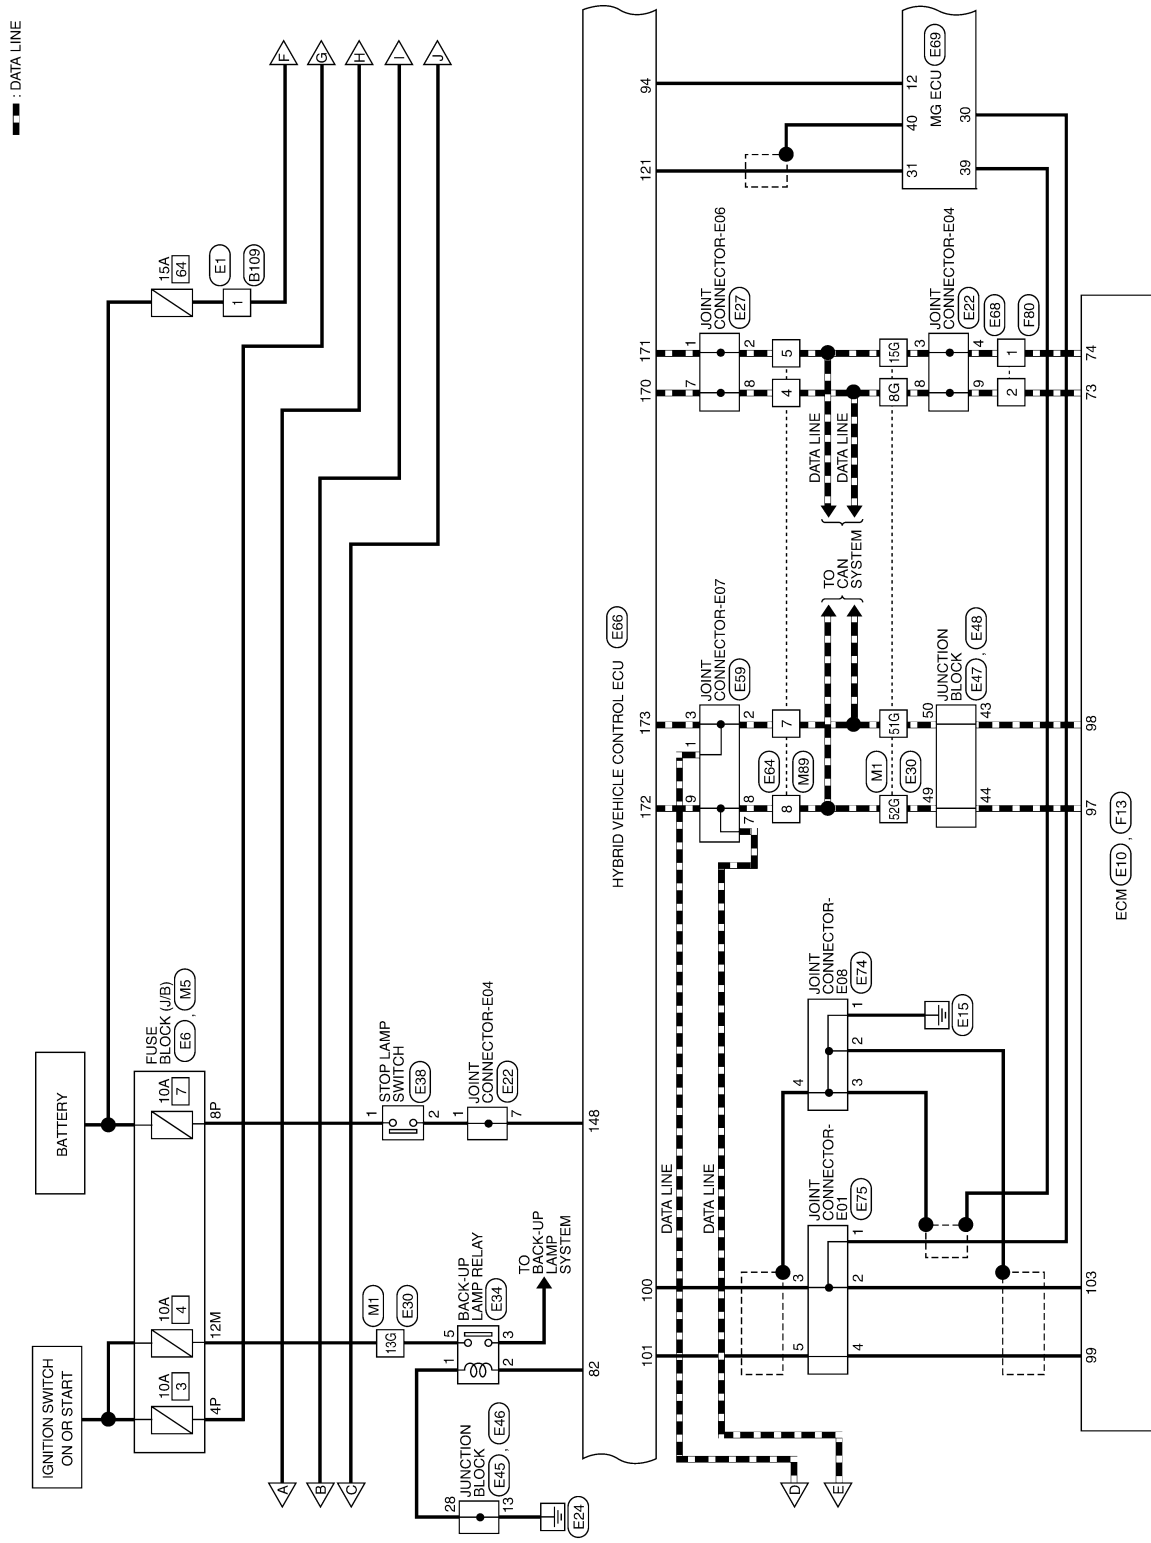 : DATA LINE
BATTERY
IGNITION SWITCH
ON OR START
FUSE
BLOCK (J/B)
E6 , M5
10A
3
10A
4
10A
7
15A
64
4P
12M
8P
E1
B109
1
A
B
C
F
G
H
I
J
M1
E30
13G
STOP LAMP
SWITCH
E38
1
2
JOINT
CONNECTOR-E04
E22
1
7
BACK-UP
LAMP RELAY
E34
1
5
2
3
TO
BACK-UP
LAMP
SYSTEM
JUNCTION
BLOCK
E45 , E46
28
13
E24
82
148
HYBRID VEHICLE CONTROL ECU E66
101
100
172
173
170
171
121
94
DATA LINE
DATA LINE
D
E
JOINT
CONNECTOR-E07
E59
9
1
3
7
8
2
JOINT
CONNECTOR-E06
E27
7
1
8
2
E64
M89
8
7
4
5
DATA LINE
DATA LINE
TO
CAN
SYSTEM
M1
E30
52G
51G
8G
15G
JUNCTION
BLOCK
E47 , E48
49
50
44
43
JOINT
CONNECTOR-E04
E22
8
3
9
4
E68
F80
2
1
JOINT
CONNECTOR-
E01
E75
5
3
4
2
1
JOINT
CONNECTOR-
E08
E74
4
3
2
1
E15
MG ECU E69
31
40
12
39
30
99
103
97
98
73
74
ECM E10 , F13